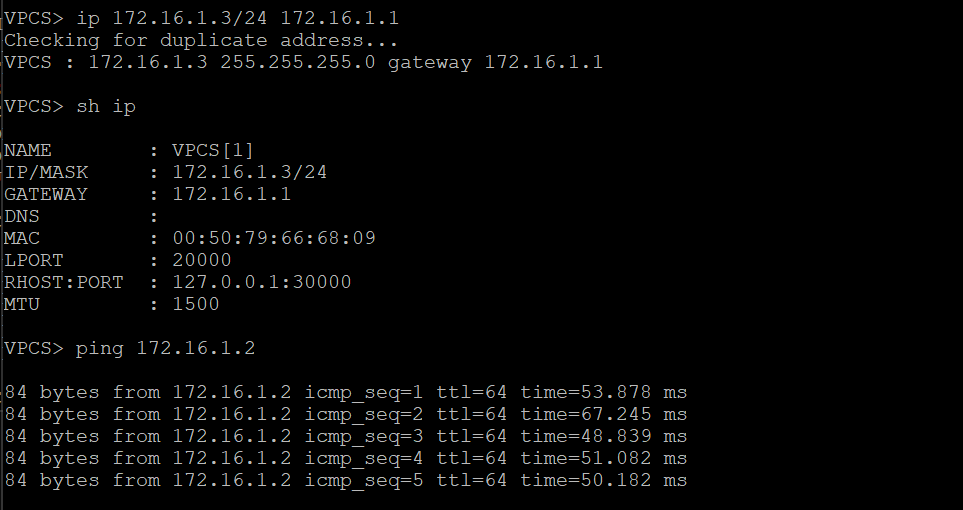 VPCS> ip 172.16.1.3/24 172.16.1.1
Checking for duplicate address...
VPCS : 172.16.1.3 255.255.255.0 gateway 172.16.1.1
VPCS> sh ip
NAME        : VPCS[1]
IP/MASK     : 172.16.1.3/24
GATEWAY     : 172.16.1.1
DNS         :
MAC         : 00:50:79:66:68:09
LPORT       : 20000
RHOST:PORT  : 127.0.0.1:30000
MTU         : 1500
VPCS> ping 172.16.1.2
84 bytes from 172.16.1.2 icmp_seq=1 ttl=64 time=53.878 ms
84 bytes from 172.16.1.2 icmp_seq=2 ttl=64 time=67.245 ms
84 bytes from 172.16.1.2 icmp_seq=3 ttl=64 time=48.839 ms
84 bytes from 172.16.1.2 icmp_seq=4 ttl=64 time=51.082 ms
84 bytes from 172.16.1.2 icmp_seq=5 ttl=64 time=50.182 ms